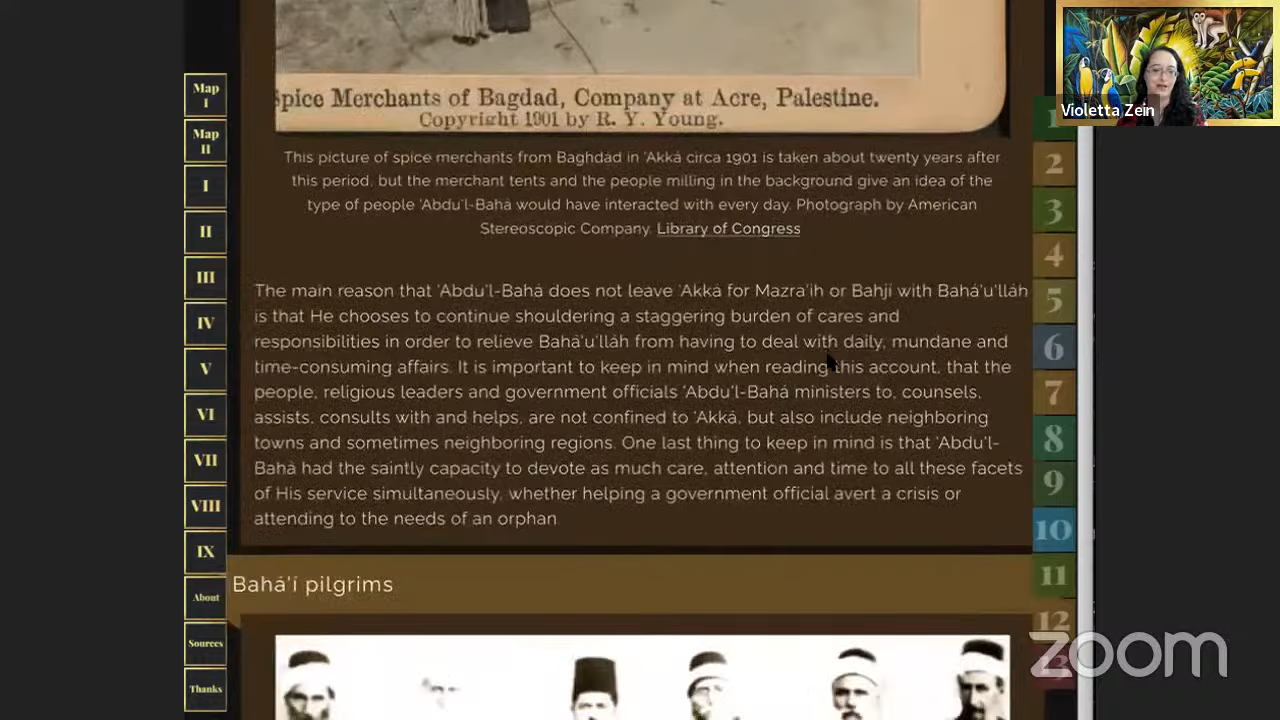 Spice Merchants of Bagdad, Company at Acre, Palestine.
Copyright 1901 by R. Y. Young.
This picture of spice merchants from Baghdád in 'Akká circa 1901 is taken about twenty years after
this period, but the merchant tents and the people milling in the background give an idea of the
type of people 'Abdu'l-Bahá would have interacted with every day. Photograph by American
Stereoscopic Company. Library of Congress
The main reason that 'Abdu'l-Bahá does not leave 'Akká for Mazra'ih or Bahjí with Bahá'u'lláh
is that He chooses to continue shouldering a staggering burden of cares and
responsibilities in order to relieve Bahá'u'lláh from having to deal with daily, mundane and
time-consuming affairs. It is important to keep in mind when reading this account, that the
people, religious leaders and government officials 'Abdu'l-Bahá ministers to, counsels,
assists, consults with and helps, are not confined to 'Akká, but also include neighboring
towns and sometimes neighboring regions. One last thing to keep in mind is that 'Abdu'l-
Bahá had the saintly capacity to devote as much care, attention and time to all these facets
of His service simultaneously, whether helping a government official avert a crisis or
attending to the needs of an orphan
Bahá'í pilgrims
Map
I
Map
II
I
II
III
IV
V
VI
VII
VIII
IX
About
Sources
Thanks
Violetta Zein
1
2
3
4
5
6
7
8
9
10
11
12
13
zoom